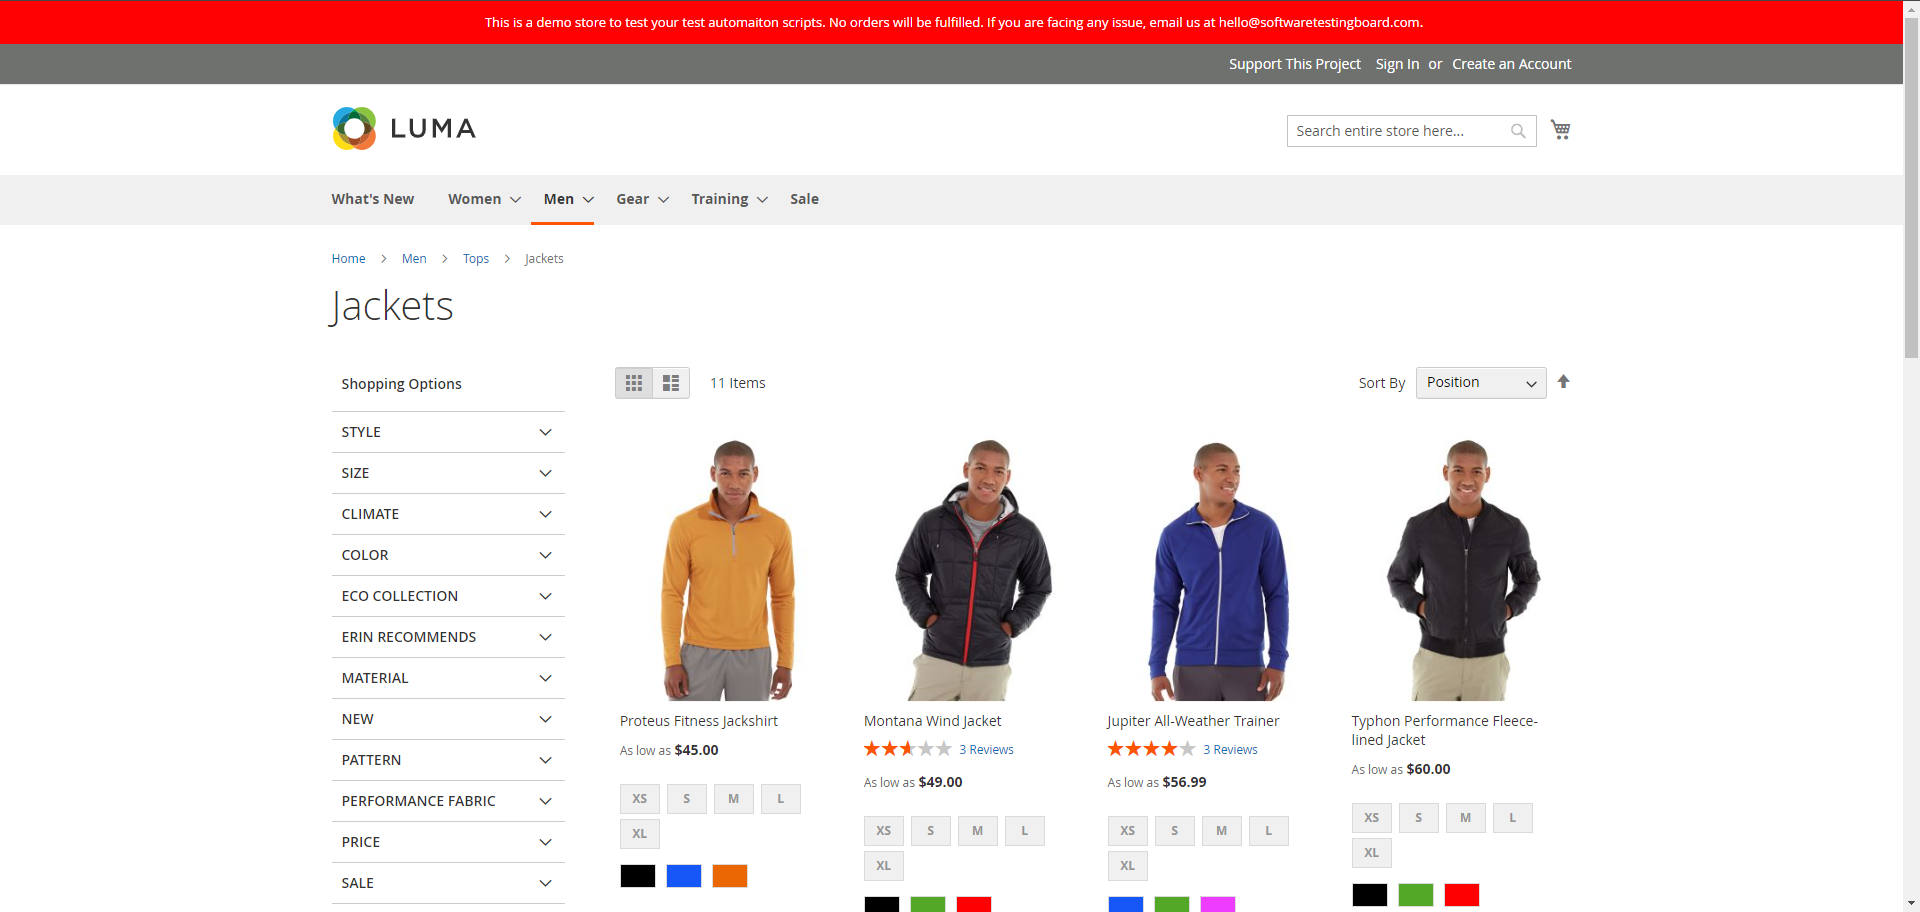 This is a demo store to test your test automaiton scripts. No orders will be fulfilled. If you are facing any issue, email us at hello@softwaretestingboard.com.
Support This Project Sign In or Create an Account
LUMA
Search entire store here...
What's New Women Men Gear Training Sale
Home Men Tops Jackets
Jackets
Shopping Options
STYLE
SIZE
CLIMATE
COLOR
ECO COLLECTION
ERIN RECOMMENDS
MATERIAL
NEW
PATTERN
PERFORMANCE FABRIC
PRICE
SALE
11 Items
Sort By Position
Proteus Fitness Jackshirt
As low as $45.00
XS S M L
XL
Montana Wind Jacket
3 Reviews
As low as $49.00
XS S M L
XL
Jupiter All-Weather Trainer
3 Reviews
As low as $56.99
XS S M L
XL
Typhon Performance Fleece-
lined Jacket
As low as $60.00
XS S M L
XL